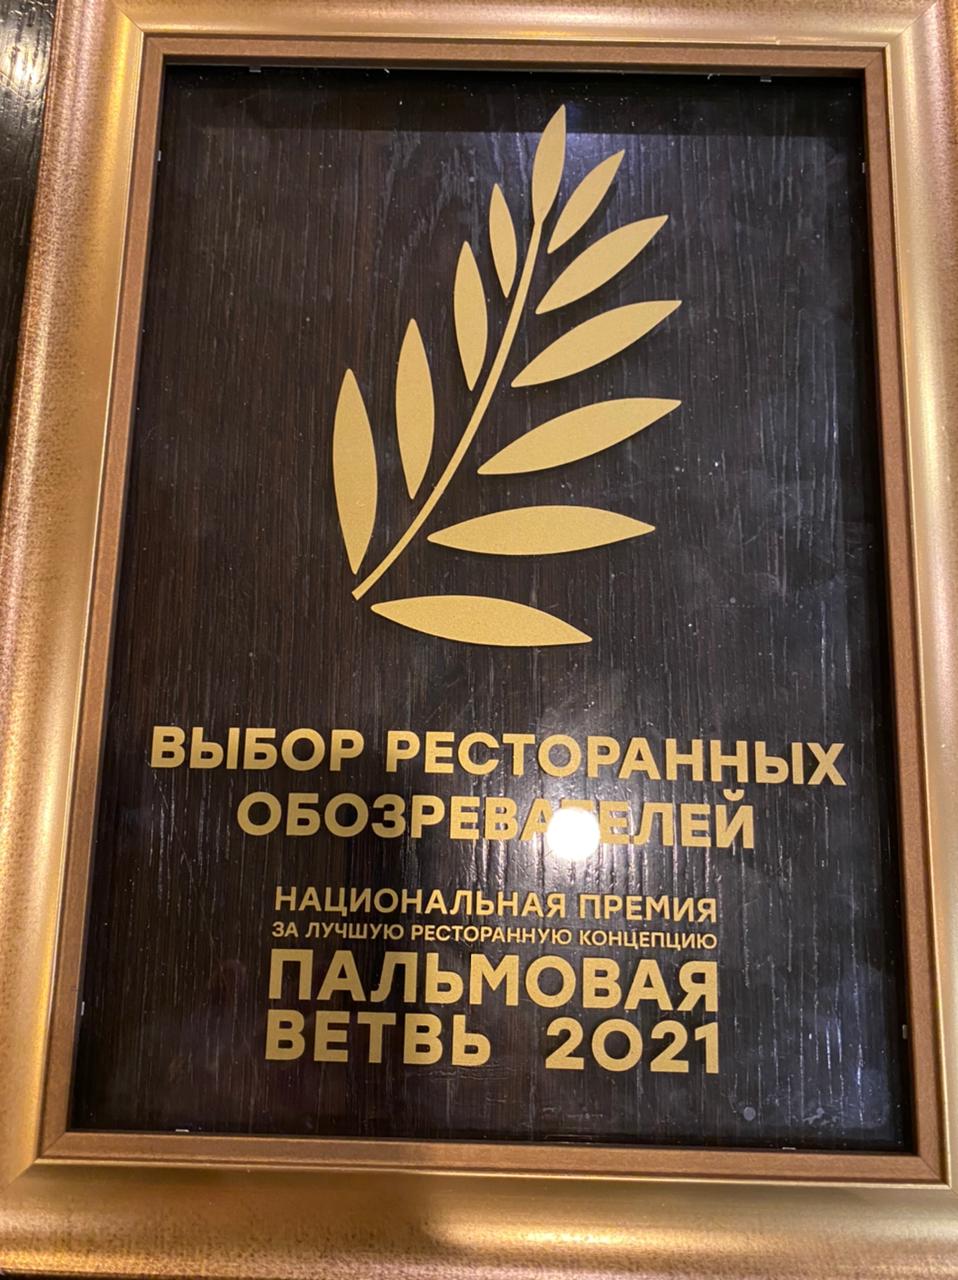 ВЫБОР РЕСТОРАННЫХ
ОБОЗРЕВАТЕЛЕЙ
НАЦИОНАЛЬНАЯ ПРЕМИЯ
ЗА ЛУЧШУЮ РЕСТОРАННУЮ КОНЦЕПЦИЮ
ПАЛЬМОВАЯ
ВЕТВЬ 2021